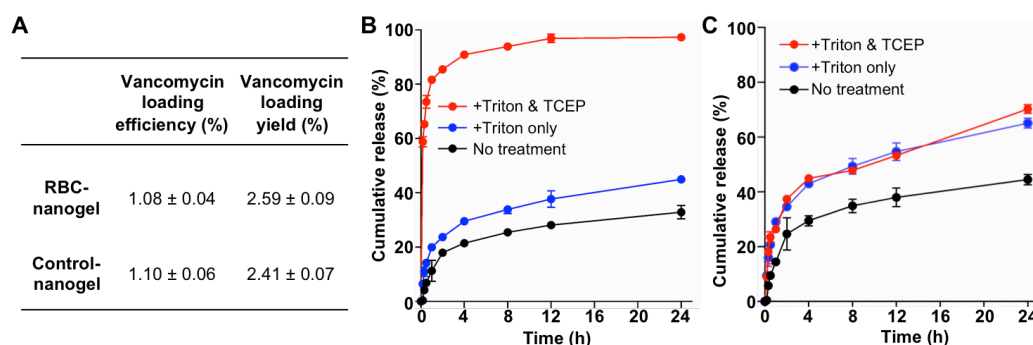 A
Vancomycin loading efficiency (%)
Vancomycin loading yield (%)
RBC-nanogel
1.08 ± 0.04
2.59 ± 0.09
Control-nanogel
1.10 ± 0.06
2.41 ± 0.07
B
Cumulative release (%)
100
80
60
40
20
0
+Triton & TCEP
+Triton only
No treatment
0 4 8 12 16 20 24
Time (h)
C
Cumulative release (%)
100
80
60
40
20
0
+Triton & TCEP
+Triton only
No treatment
0 4 8 12 16 20 24
Time (h)